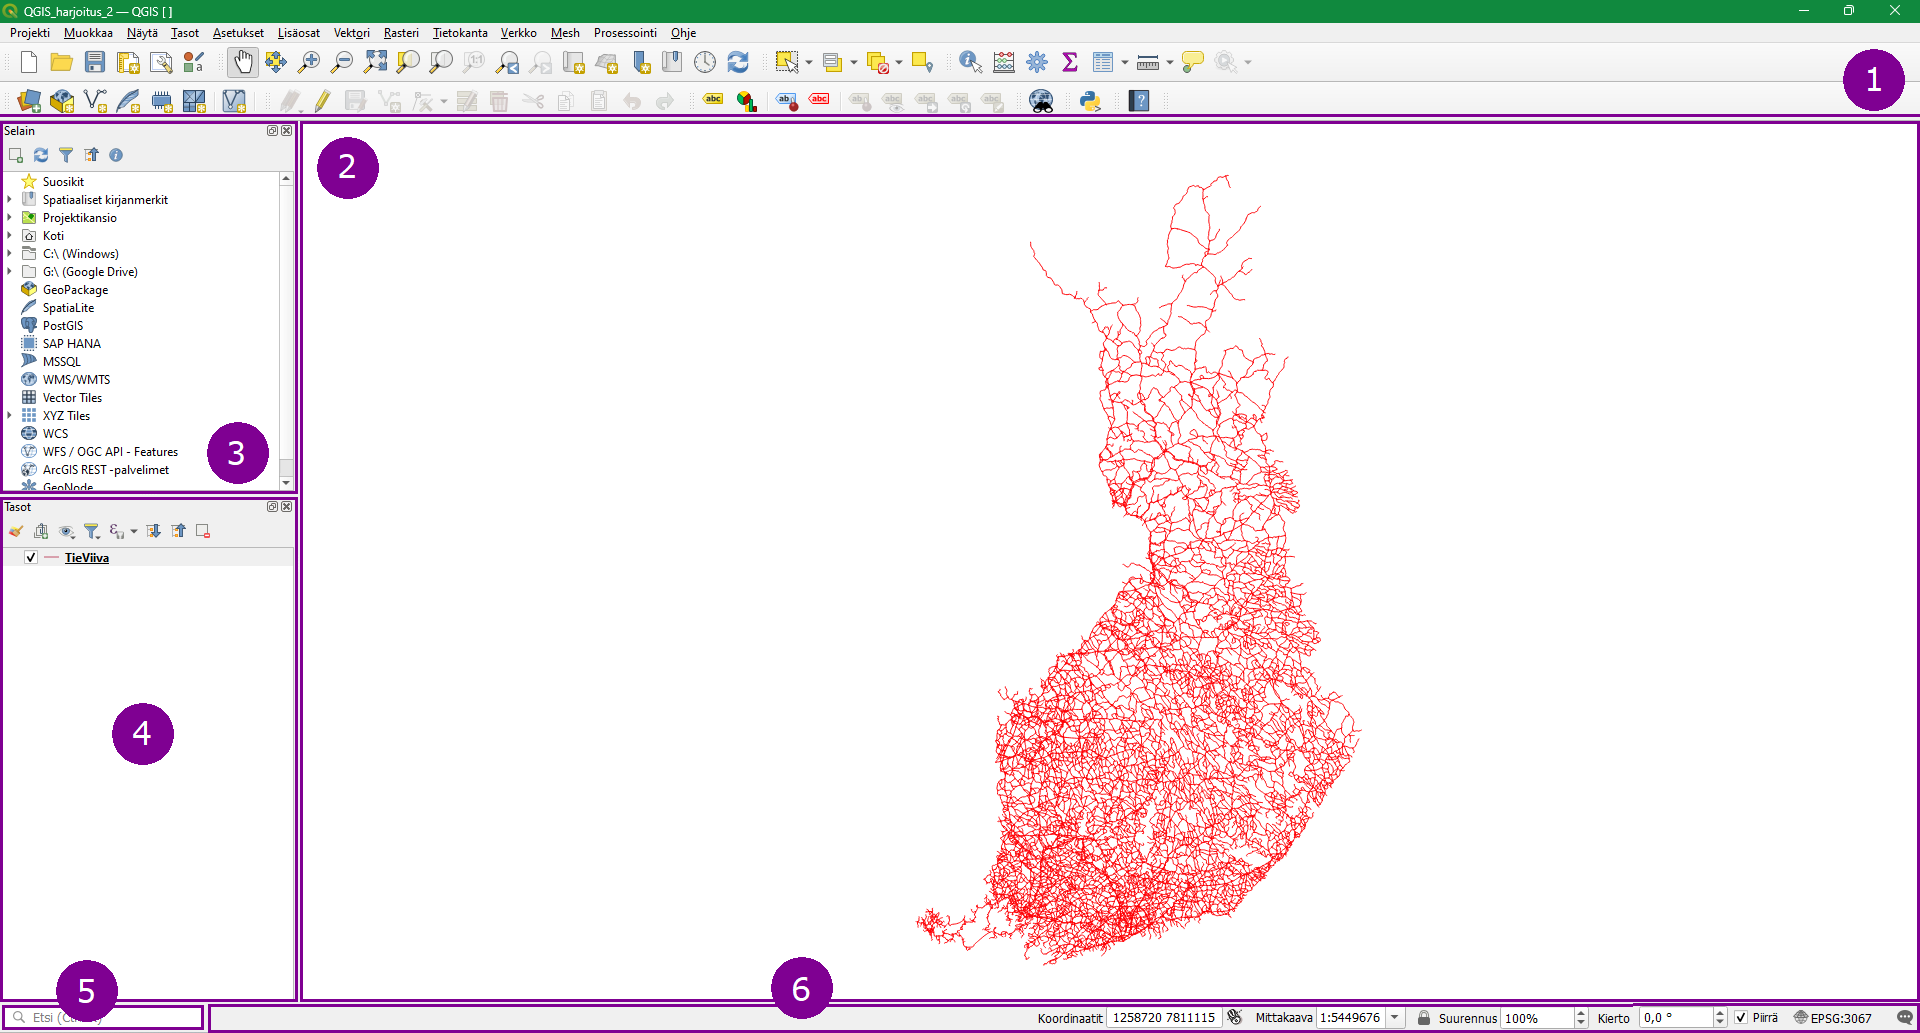 QGIS_harjoitus_2 — QGIS [ ]
Projekti Muokkaa Näytä Tasot Asetukset Lisäosat Vektori Rasteri Tietokanta Verkko Mesh Prosessointi Ohje
1
Selain
Suosikit
Spatiaaliset kirjanmerkit
Projektikansio
Koti
C:\ (Windows)
G:\ (Google Drive)
GeoPackage
SpatiaLite
PostGIS
SAP HANA
MSSQL
WMS/WMTS
Vector Tiles
XYZ Tiles
WCS
WFS / OGC API - Features
ArcGIS REST -palvelimet
GeoNode
2
3
Tasot
TieViiva
4
5
6
Etsi
Koordinaatit 1258720 7811115 Mittakaava 1:5449676 Suurennus 100% Kierto 0,0 ° Piirrä EPSG:3067